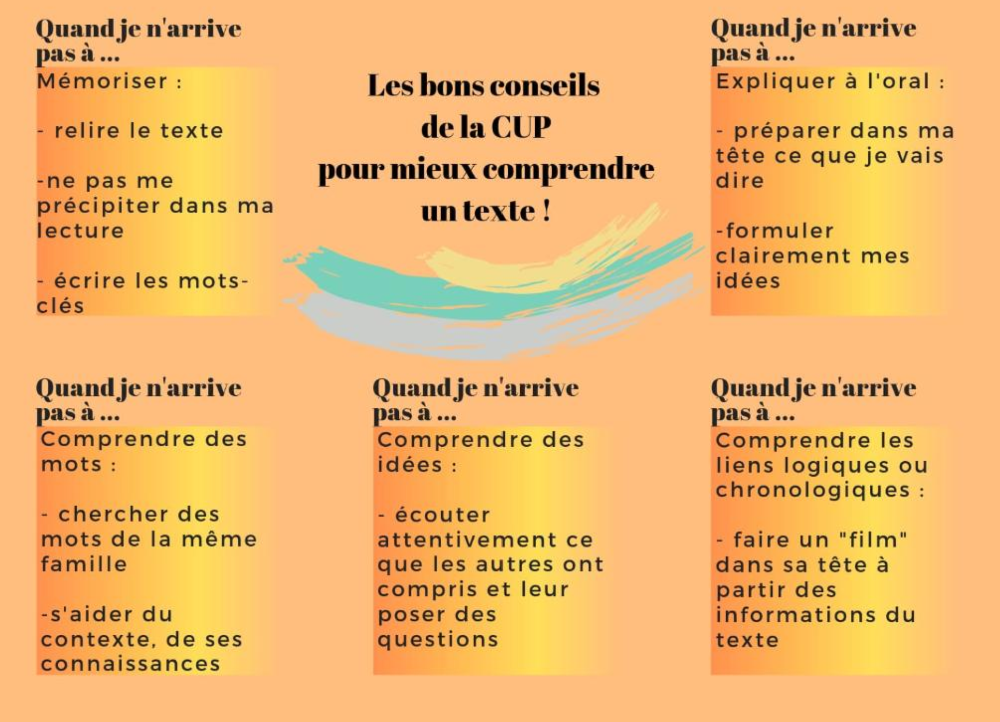 Quand je n'arrive
pas à ...
Mémoriser :
- relire le texte
-ne pas me
précipiter dans ma
lecture
- écrire les mots-
clés
Les bons conseils
de la CUP
pour mieux comprendre
un texte !
Quand je n'arrive
pas à ...
Expliquer à l'oral :
- préparer dans ma
tête ce que je vais
dire
-formuler
clairement mes
idées
Quand je n'arrive
pas à ...
Comprendre des
mots :
- chercher des
mots de la même
famille
-s'aider du
contexte, de ses
connaissances
Quand je n'arrive
pas à ...
Comprendre des
idées :
- écouter
attentivement ce
que les autres ont
compris et leur
poser des
questions
Quand je n'arrive
pas à ...
Comprendre les
liens logiques ou
chronologiques :
- faire un "film"
dans sa tête à
partir des
informations du
texte